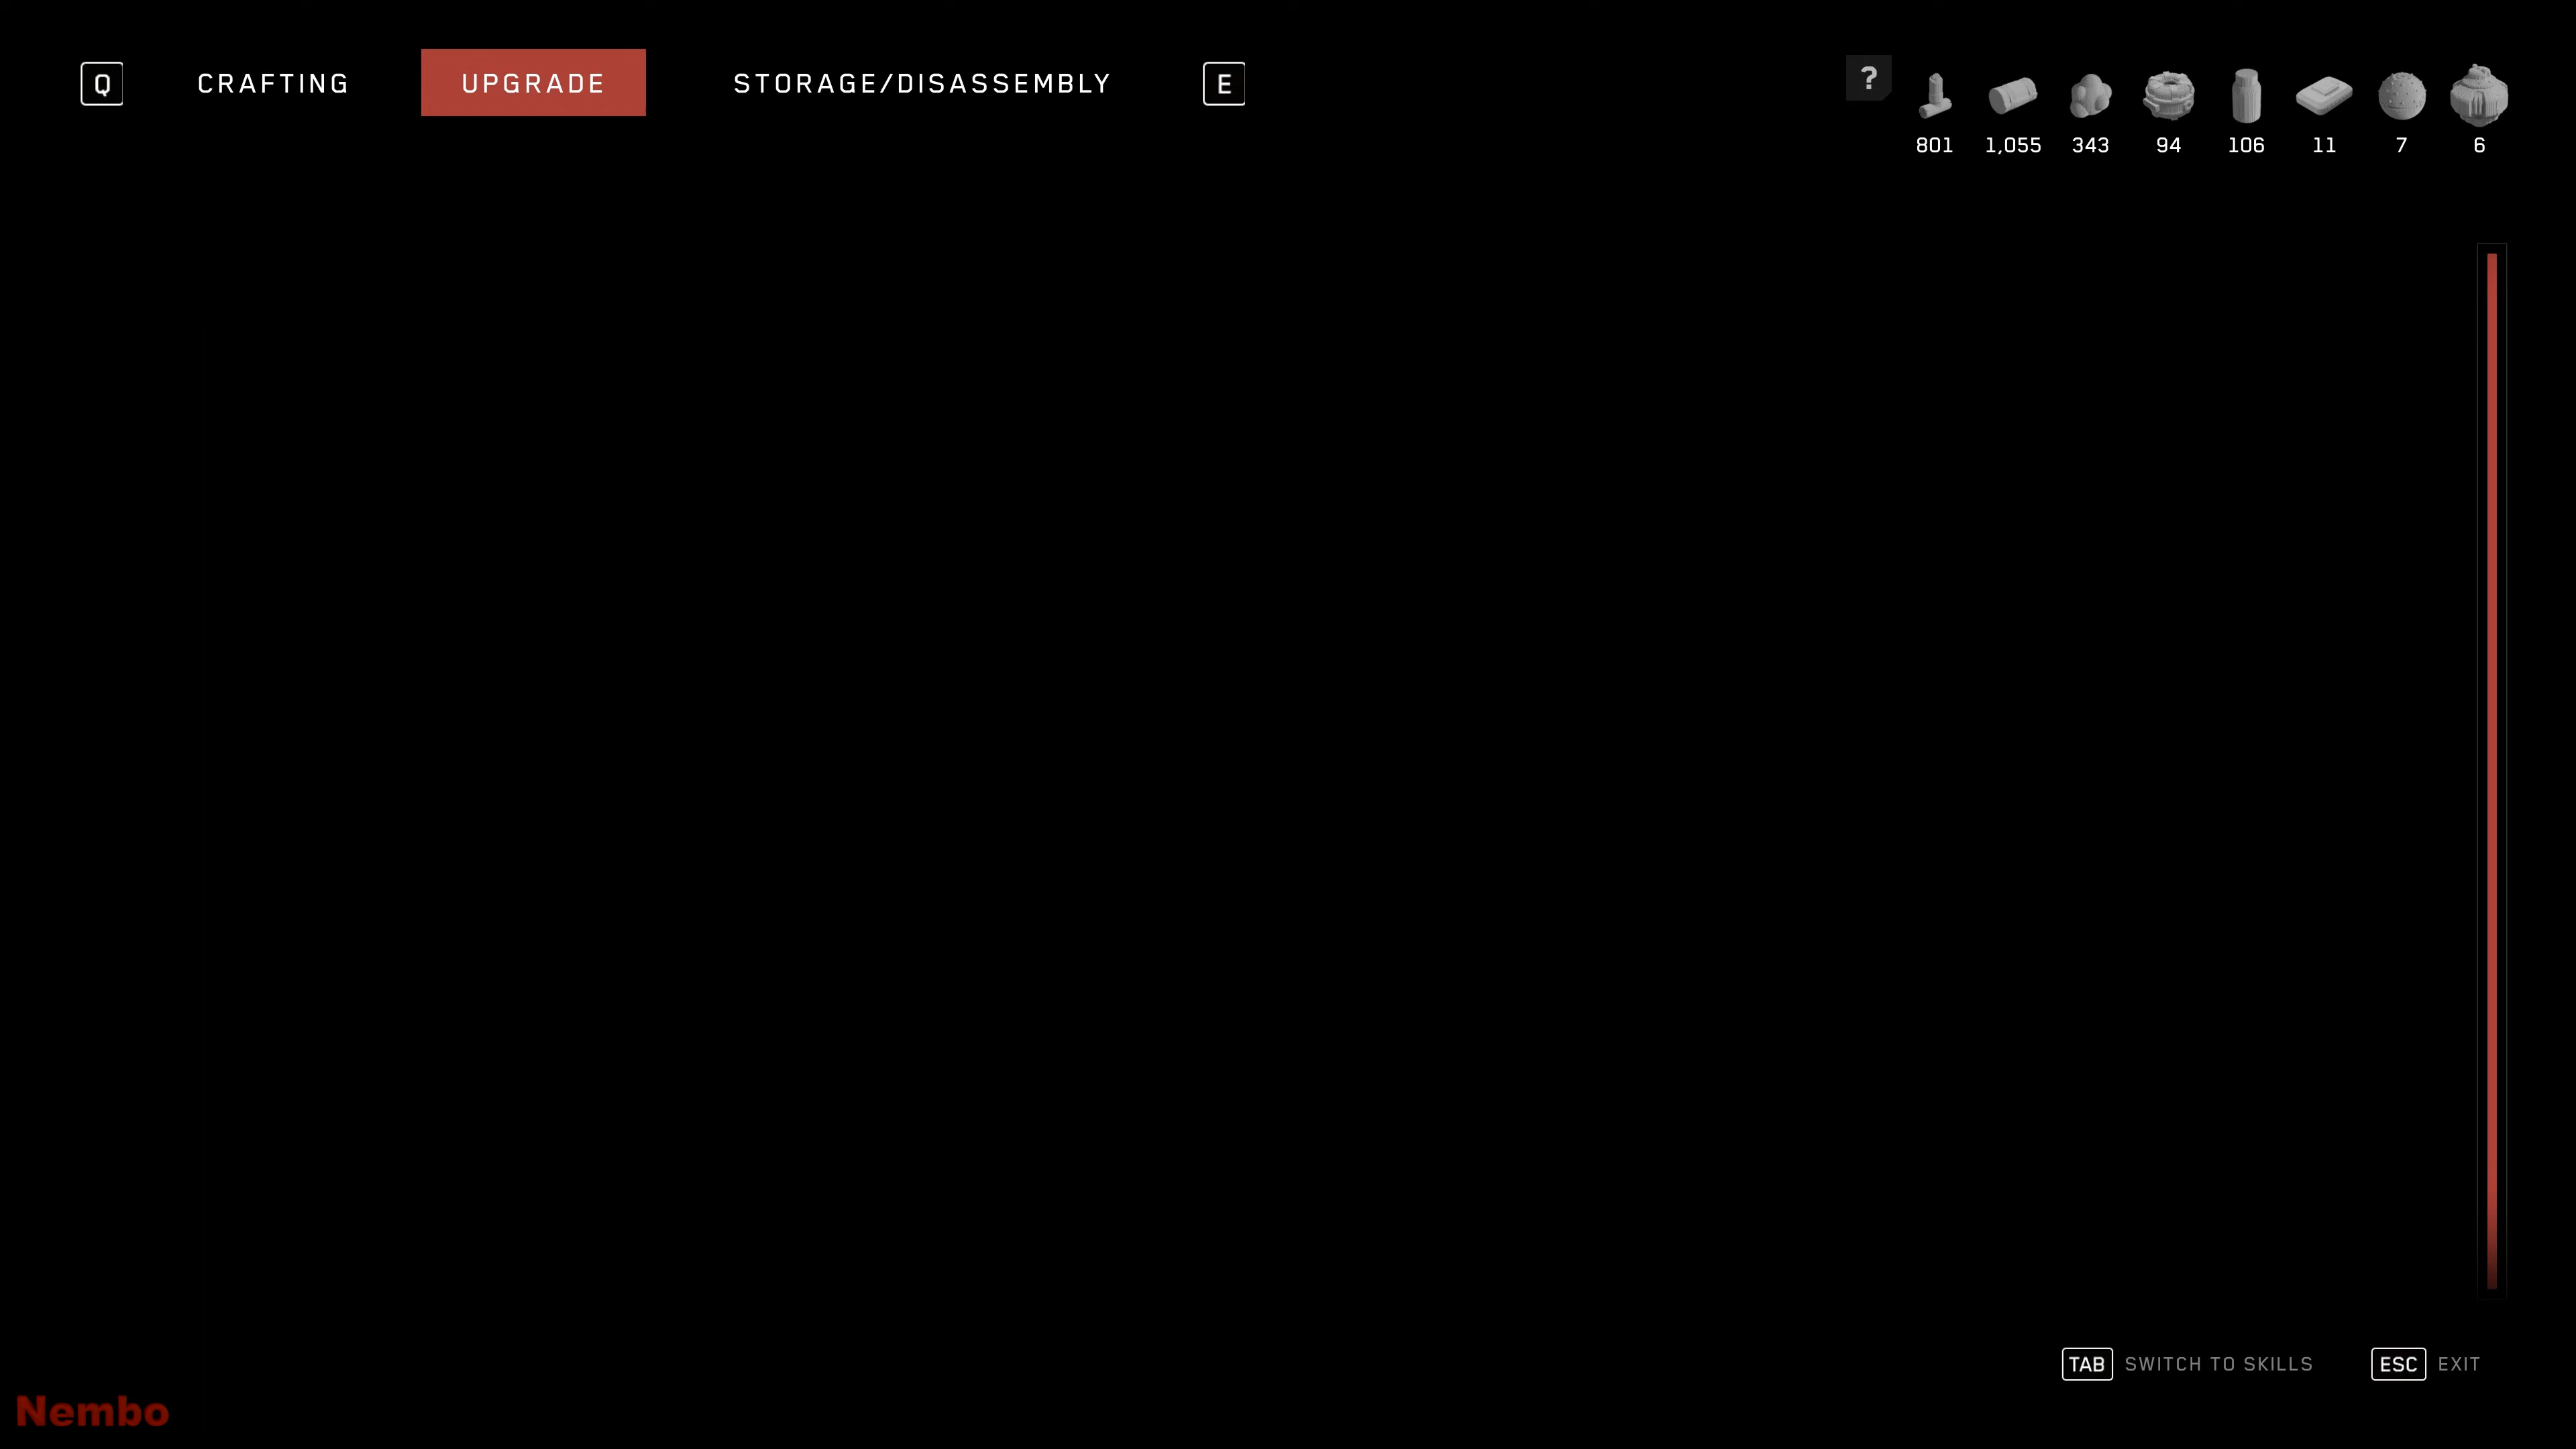 Q CRAFTING UPGRADE STORAGE/DISASSEMBLY E
?
801 1,055 343 94 106 11 7 6
TAB SWITCH TO SKILLS ESC EXIT
Nembo